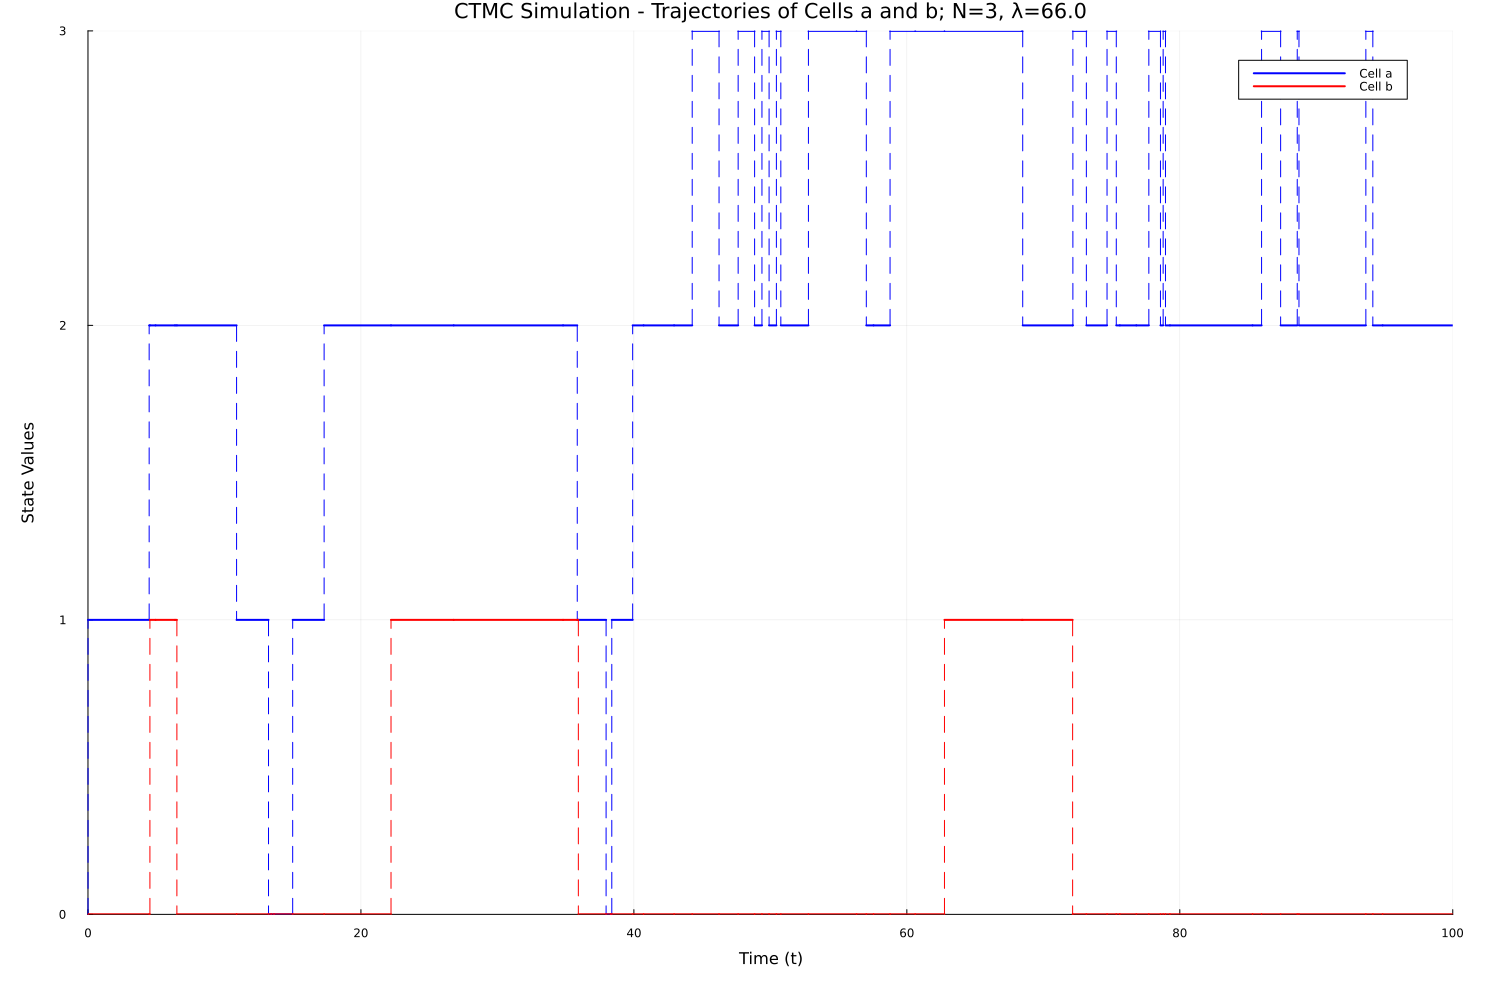 CTMC Simulation - Trajectories of Cells a and b; N=3, λ=66.0
3
Cell a
Cell b
2
State Values
1
0
0 20 40 60 80 100
Time (t)